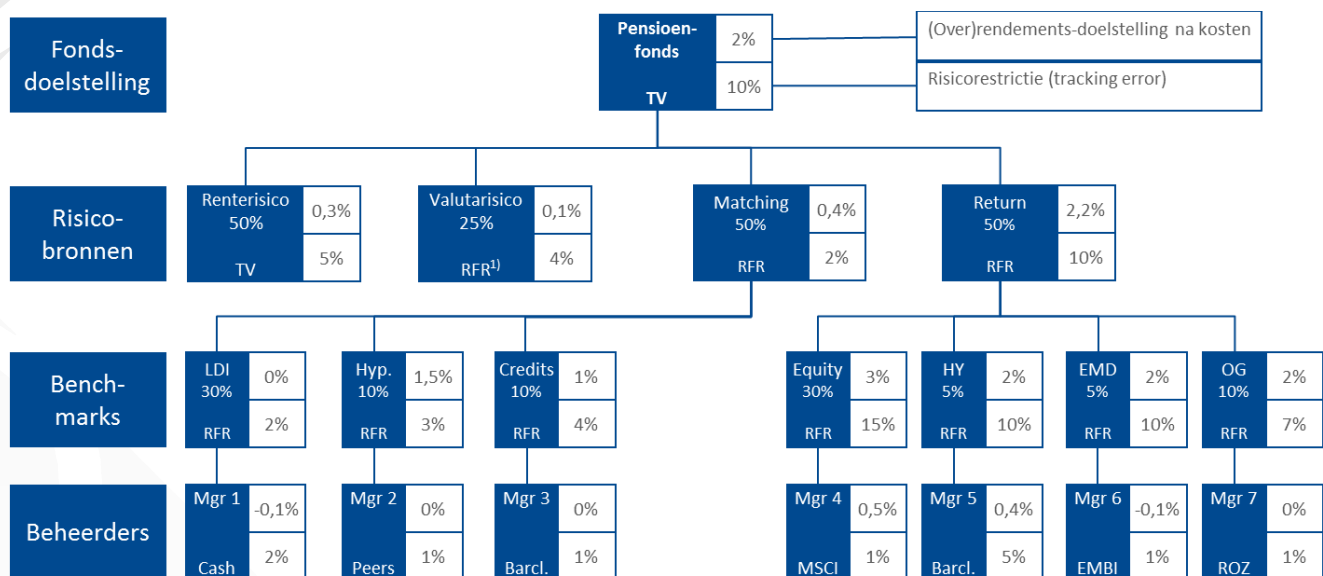 Fonds-
doelstelling
Pensioen-
fonds
TV
2%
10%
(Over)rendements-doelstelling na kosten
Risicorestrictie (tracking error)
Risico-
bronnen
Renterisico
50%
TV
0,3%
5%
Valutarisico
25%
RFR1)
0,1%
4%
Matching
50%
RFR
0,4%
2%
Return
50%
RFR
2,2%
10%
Bench-
marks
LDI
30%
RFR
0%
2%
Hyp.
10%
RFR
1,5%
3%
Credits
10%
RFR
1%
4%
Equity
30%
RFR
3%
15%
HY
5%
RFR
2%
10%
EMD
5%
RFR
2%
10%
OG
10%
RFR
2%
7%
Beheerders
Mgr 1
Cash
-0,1%
2%
Mgr 2
Peers
0%
1%
Mgr 3
Barcl.
0%
1%
Mgr 4
MSCI
0,5%
1%
Mgr 5
Barcl.
0,4%
5%
Mgr 6
EMBI
-0,1%
1%
Mgr 7
ROZ
0%
1%